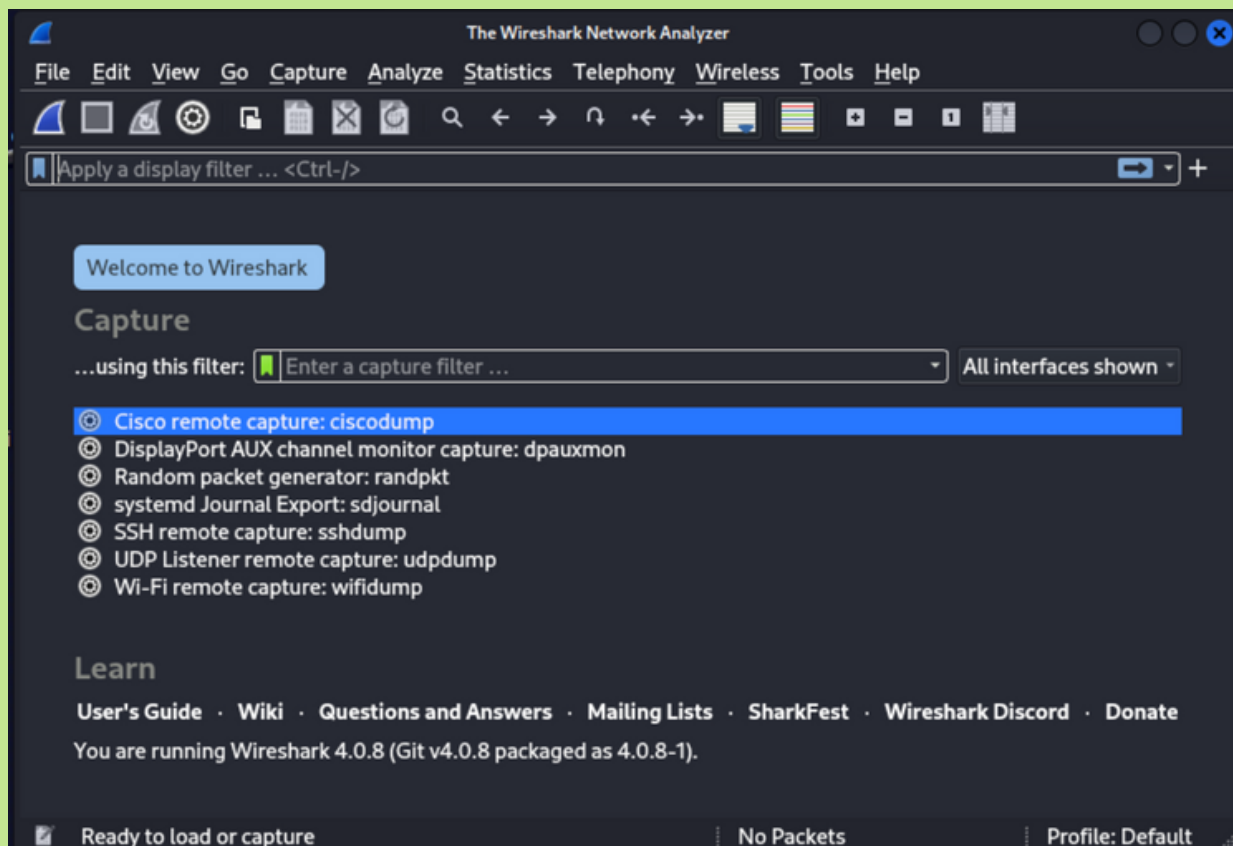 The Wireshark Network Analyzer
File Edit View Go Capture Analyze Statistics Telephony Wireless Tools Help
Apply a display filter ... <Ctrl-/>
Welcome to Wireshark
Capture
...using this filter: Enter a capture filter ... All interfaces shown
Cisco remote capture: ciscodump
DisplayPort AUX channel monitor capture: dpauxmon
Random packet generator: randpkt
systemd Journal Export: sdjournal
SSH remote capture: sshdump
UDP Listener remote capture: udpdump
Wi-Fi remote capture: wifidump
Learn
User's Guide · Wiki · Questions and Answers · Mailing Lists · SharkFest · Wireshark Discord · Donate
You are running Wireshark 4.0.8 (Git v4.0.8 packaged as 4.0.8-1).
Ready to load or capture No Packets Profile: Default